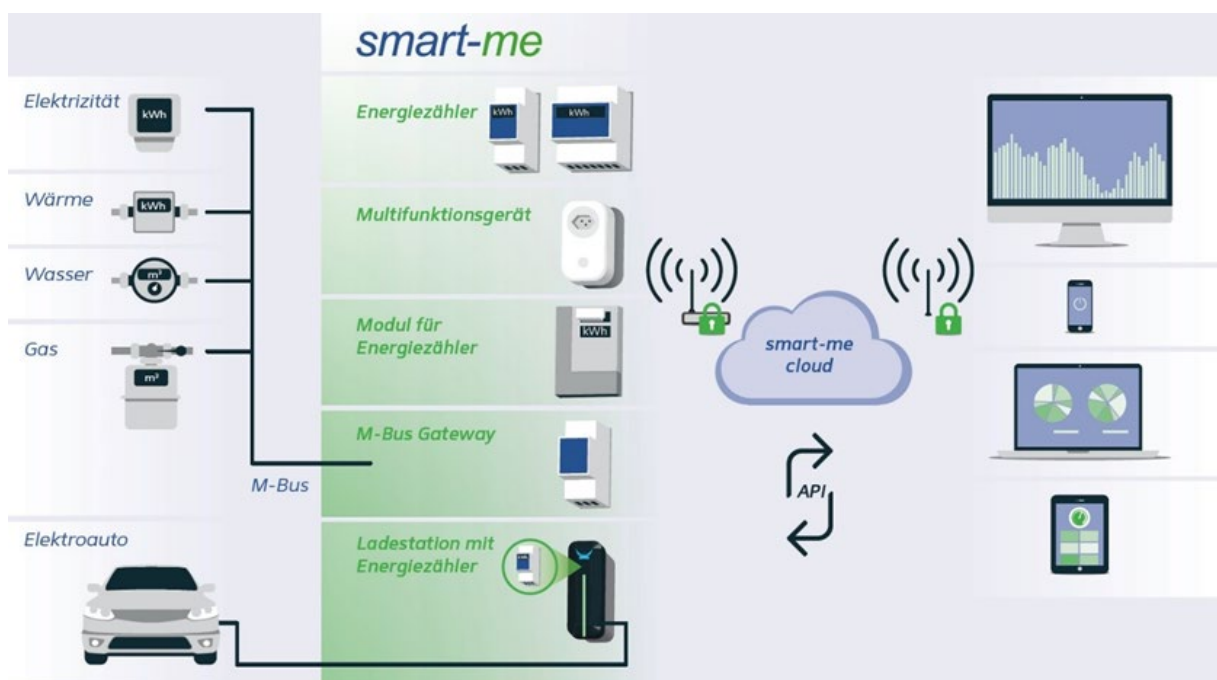 smart-me
Elektrizität
kWh
Wärme
kWh
Wasser
m³
Gas
m³
M-Bus
Elektroauto
Energiezähler
kWh
kWh
Multifunktionsgerät
Modul für
Energiezähler
kWh
M-Bus Gateway
Ladestation mit
Energiezähler
smart-me
cloud
API